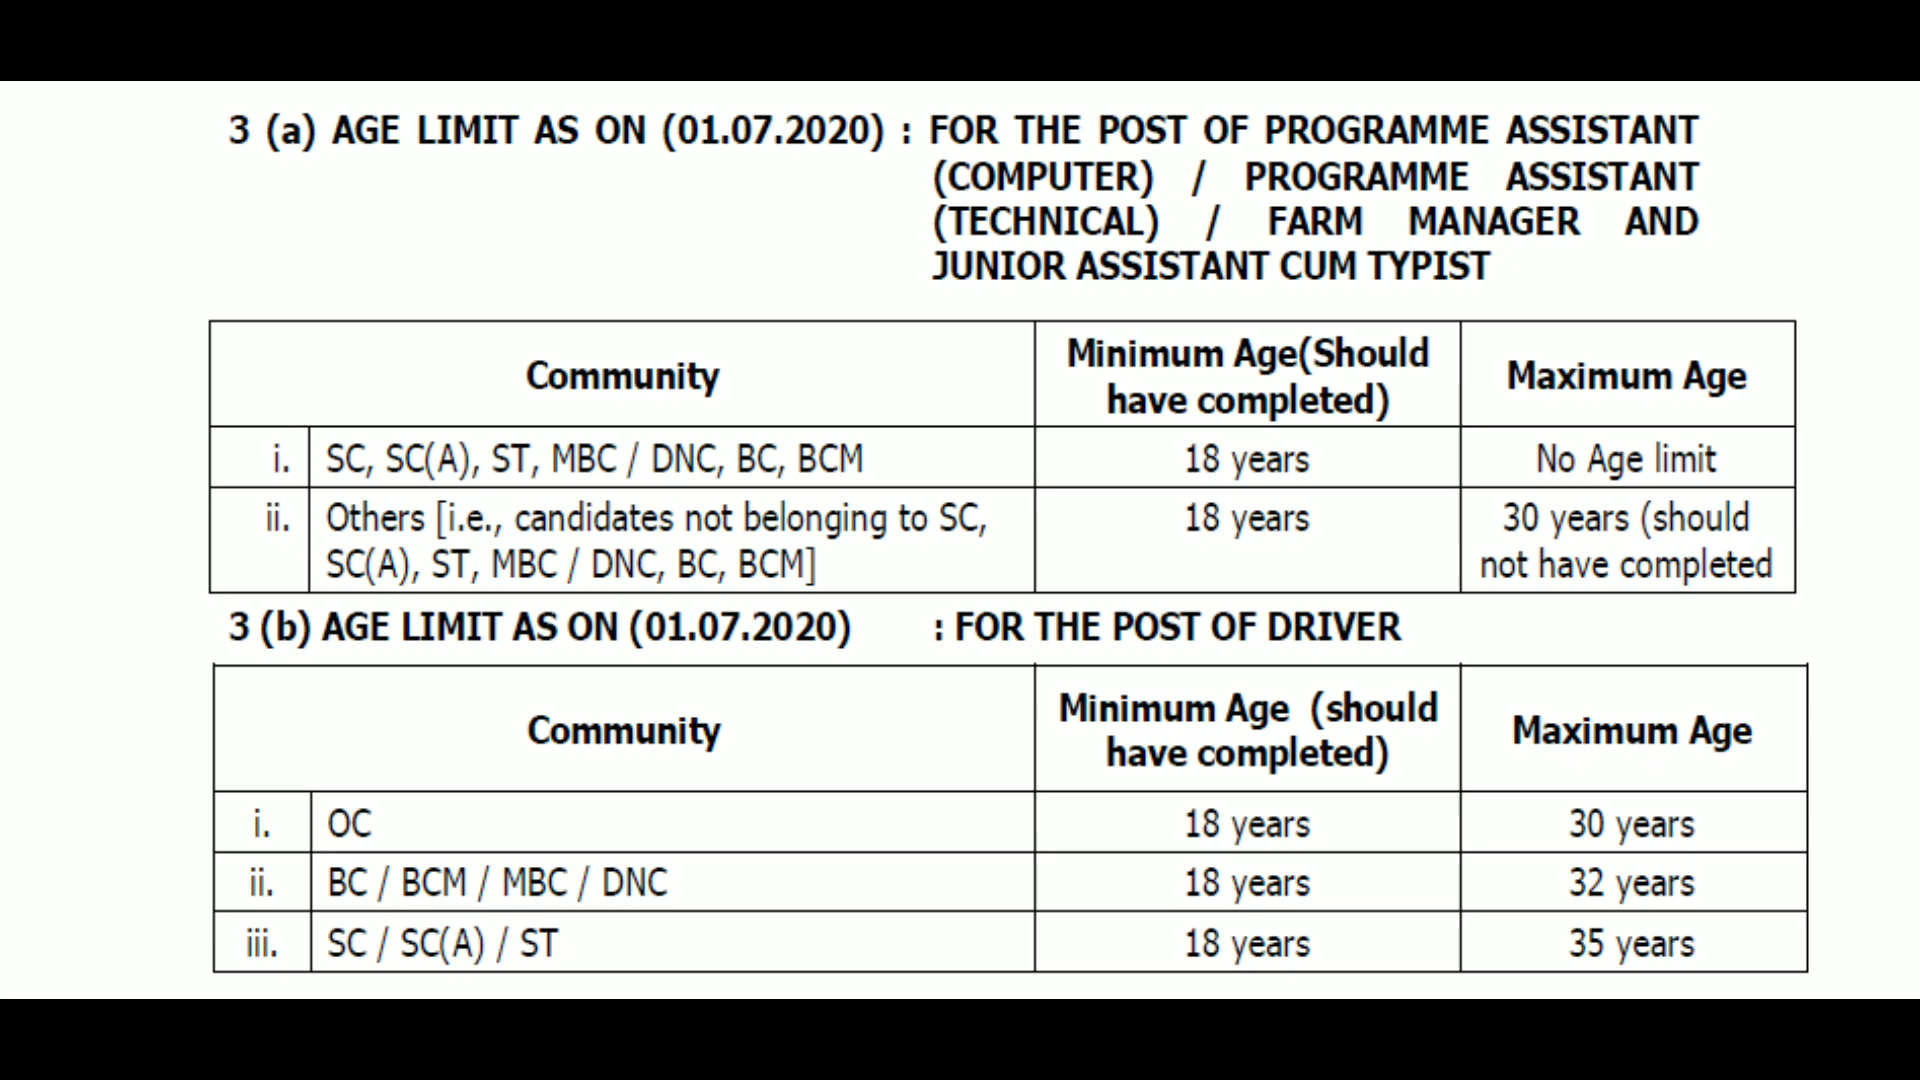 3 (a) AGE LIMIT AS ON (01.07.2020) : FOR THE POST OF PROGRAMME ASSISTANT
(COMPUTER) / PROGRAMME ASSISTANT
(TECHNICAL) / FARM MANAGER AND
JUNIOR ASSISTANT CUM TYPIST
Community Minimum Age(Should have completed) Maximum Age
i. SC, SC(A), ST, MBC / DNC, BC, BCM 18 years No Age limit
ii. Others [i.e., candidates not belonging to SC, 18 years 30 years (should
SC(A), ST, MBC / DNC, BC, BCM] not have completed
3 (b) AGE LIMIT AS ON (01.07.2020) : FOR THE POST OF DRIVER
Community Minimum Age (should have completed) Maximum Age
i. OC 18 years 30 years
ii. BC / BCM / MBC / DNC 18 years 32 years
iii. SC / SC(A) / ST 18 years 35 years